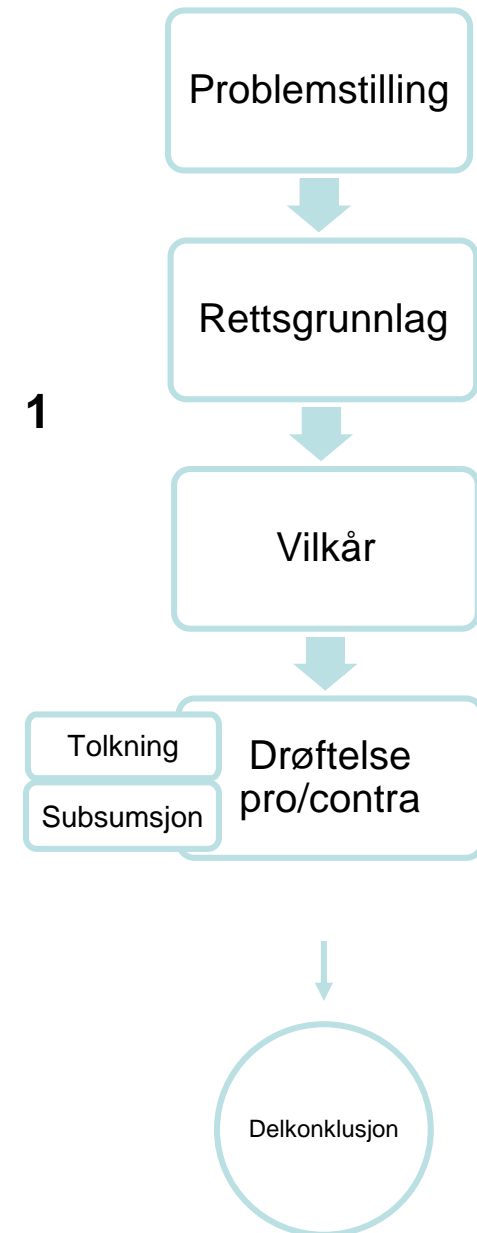 Problemstilling
Rettsgrunnlag
1
Vilkår
Tolkning
Subsumsjon
Drøftelse
pro/contra
Delkonklusjon